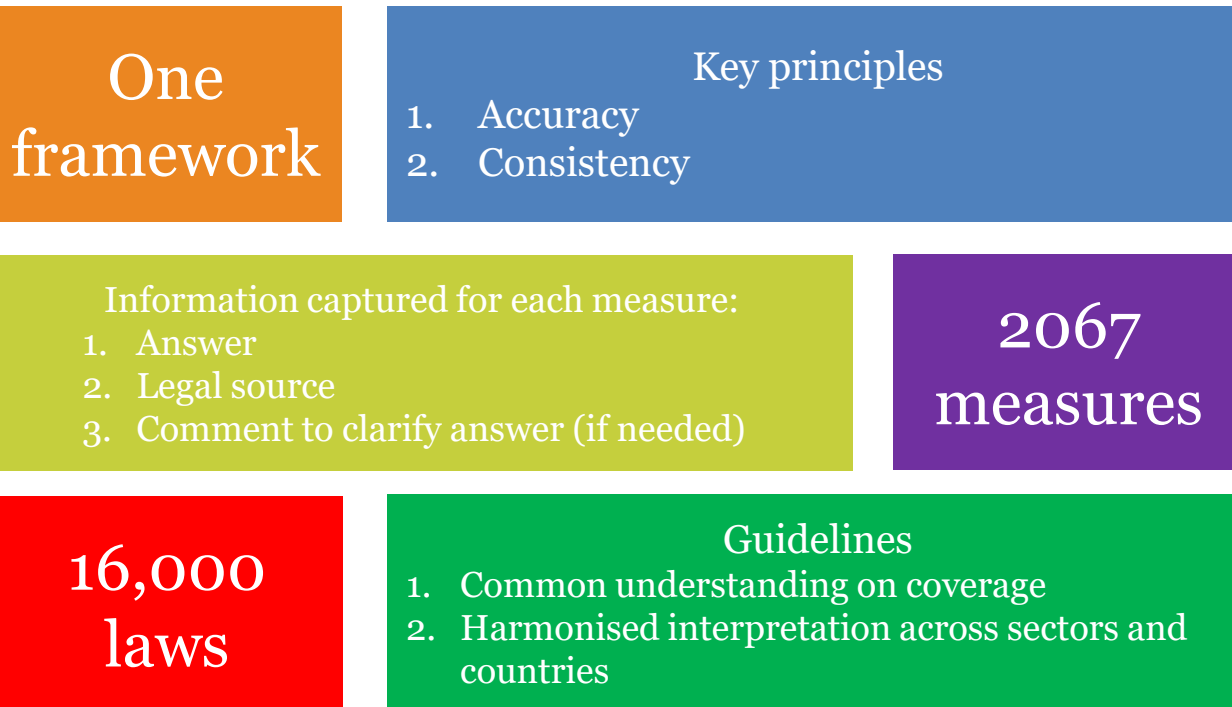 One
framework
Key principles
1. Accuracy
2. Consistency
Information captured for each measure:
1. Answer
2. Legal source
3. Comment to clarify answer (if needed)
2067
measures
16,000
laws
Guidelines
1. Common understanding on coverage
2. Harmonised interpretation across sectors and
countries